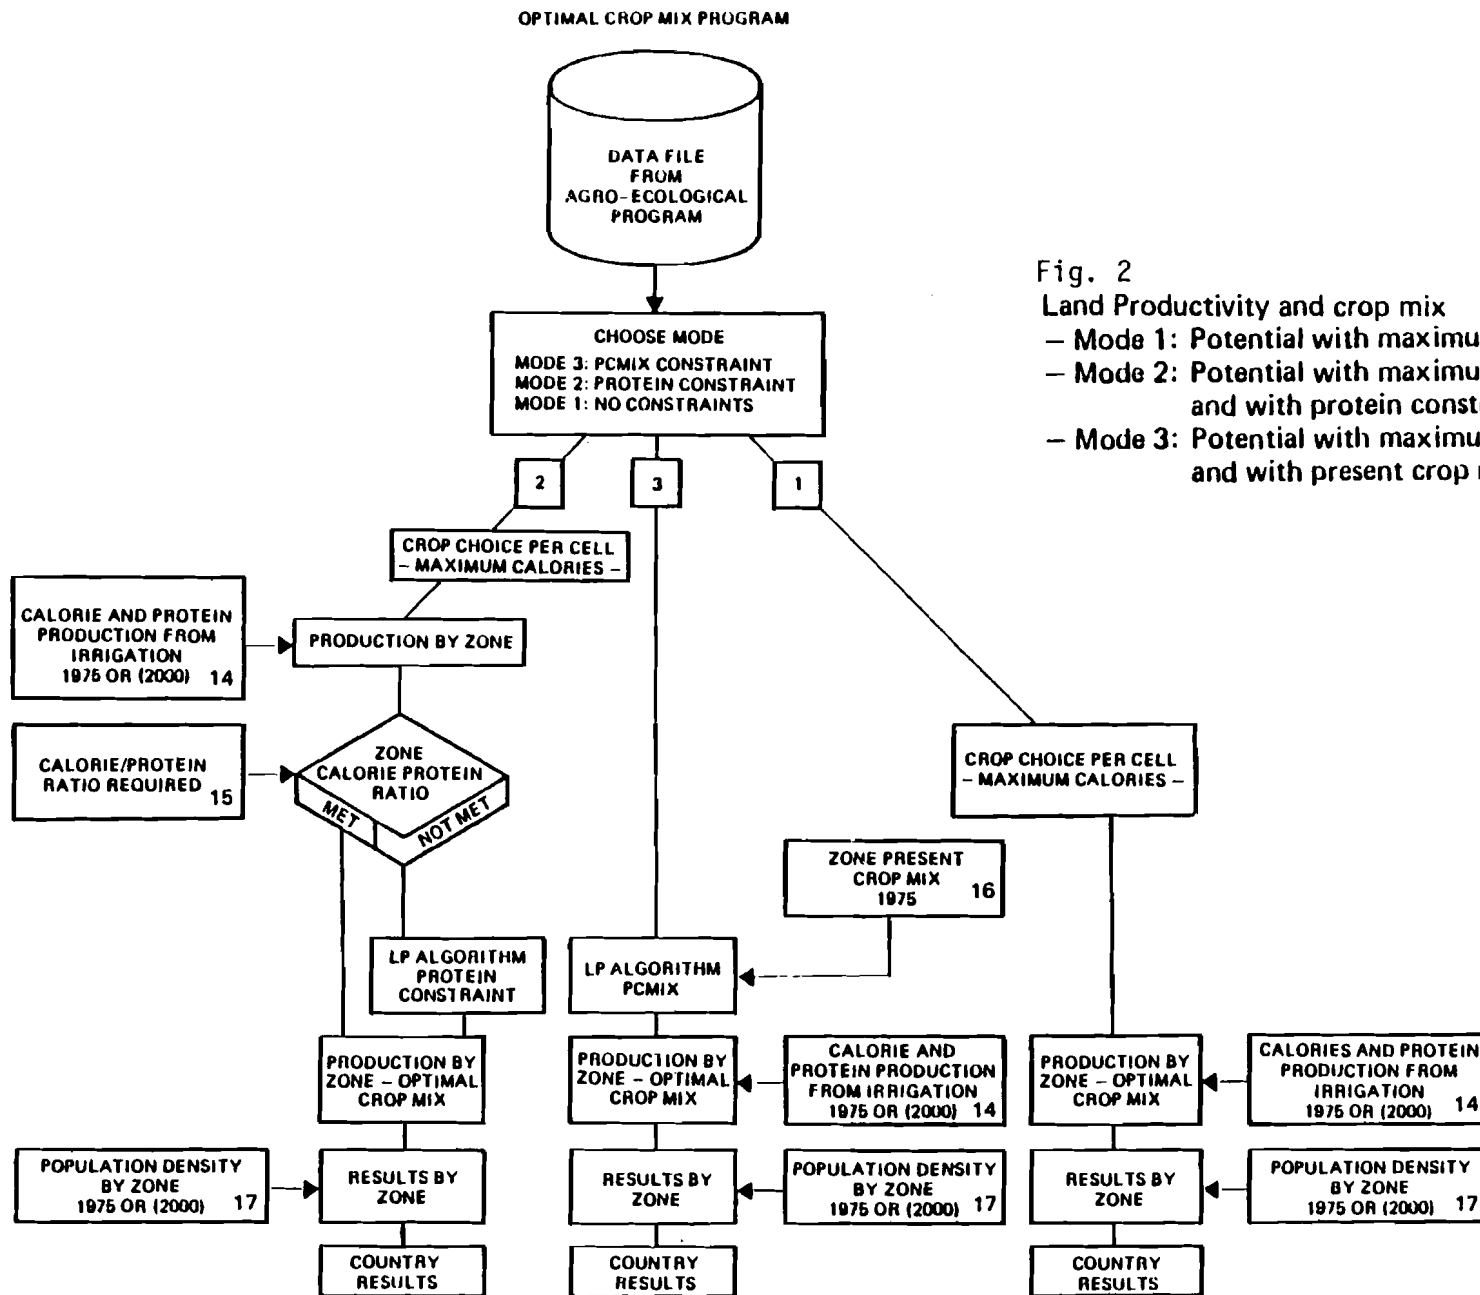 OPTIMAL CROP MIX PROGRAM
DATA FILE
FROM
AGRO-ECOLOGICAL
PROGRAM
Fig. 2
Land Productivity and crop mix
– Mode 1: Potential with
– Mode 2: Potential with
and with protein
– Mode 3: Potential with
and with present crop
CHOOSE MODE
MODE 3: PCMIX CONSTRAINT
MODE 2: PROTEIN CONSTRAINT
MODE 1: NO CONSTRAINTS
2
3
1
CROP CHOICE PER CELL
– MAXIMUM CALORIES –
CALORIE AND PROTEIN
PRODUCTION FROM
IRRIGATION
1975 OR (2000) 14
PRODUCTION BY ZONE
CALORIE/PROTEIN
RATIO REQUIRED 15
ZONE
CALORIE PROTEIN
RATIO
MET
NOT MET
CROP CHOICE PER CELL
– MAXIMUM CALORIES –
ZONE PRESENT
CROP MIX
1975 16
LP ALGORITHM
PROTEIN
CONSTRAINT
LP ALGORITHM
PCMIX
PRODUCTION BY
ZONE – OPTIMAL
CROP MIX
PRODUCTION BY
ZONE – OPTIMAL
CROP MIX
CALORIE AND
PROTEIN PRODUCTION
FROM IRRIGATION
1975 OR (2000) 14
PRODUCTION BY
ZONE – OPTIMAL
CROP MIX
CALORIES AND PROTEIN
PRODUCTION FROM
IRRIGATION
1975 OR (2000) 14
POPULATION DENSITY
BY ZONE
1975 OR (2000) 17
RESULTS BY
ZONE
RESULTS BY
ZONE
POPULATION DENSITY
BY ZONE
1975 OR (2000) 17
RESULTS BY
ZONE
POPULATION DENSITY
BY ZONE
1975 OR (2000) 17
COUNTRY
RESULTS
COUNTRY
RESULTS
COUNTRY
RESULTS